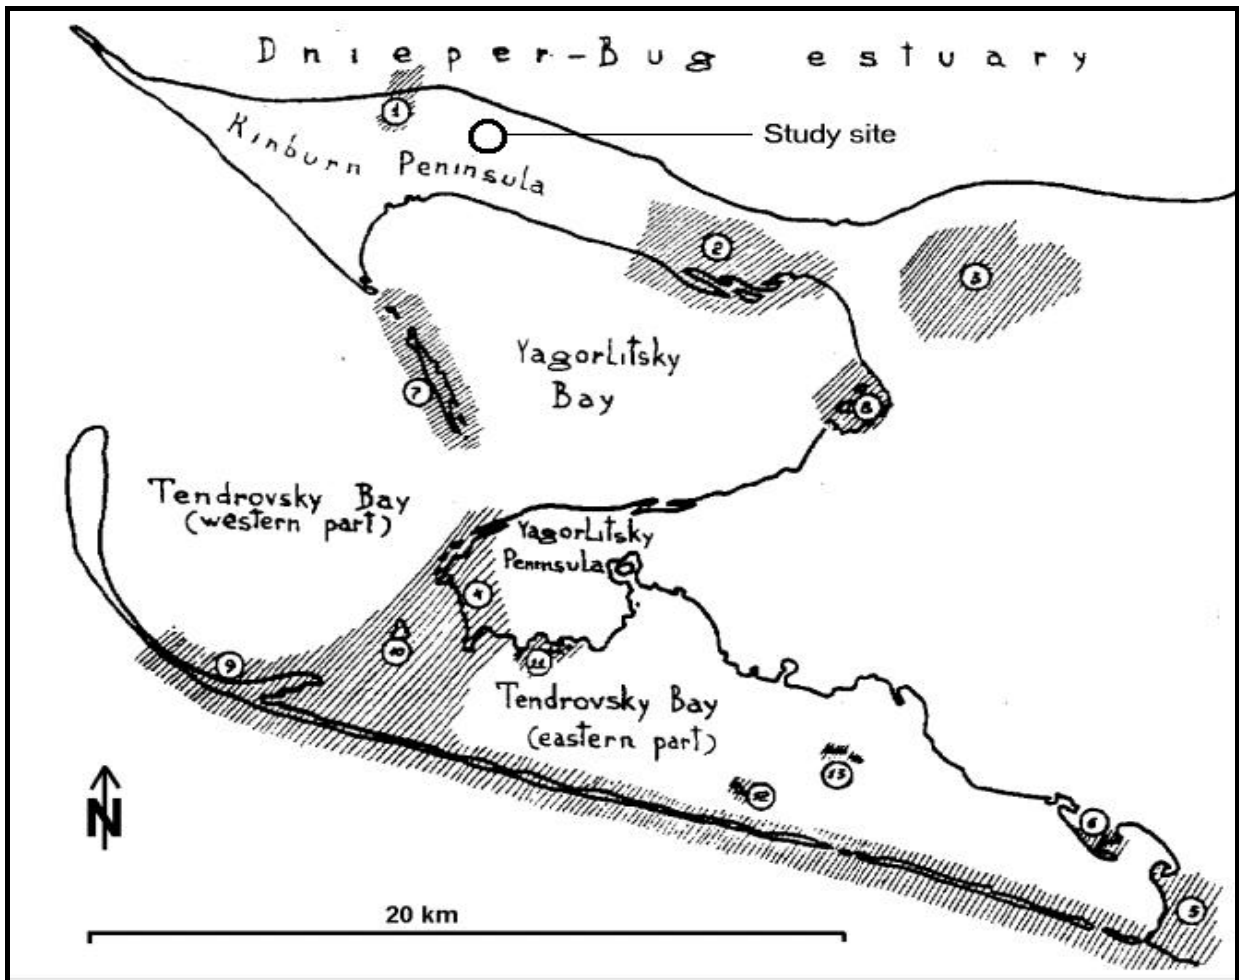 Dnieper-Bug estuary
1
Kinburn Peninsula
Study site
2
3
Yagorlitsky
Bay
7
8
Tendrovsky Bay
(western part)
Yagorlitsky
Peninsula
4
9
10
11
Tendrovsky Bay
(eastern part)
13
12
6
N
5
20 km